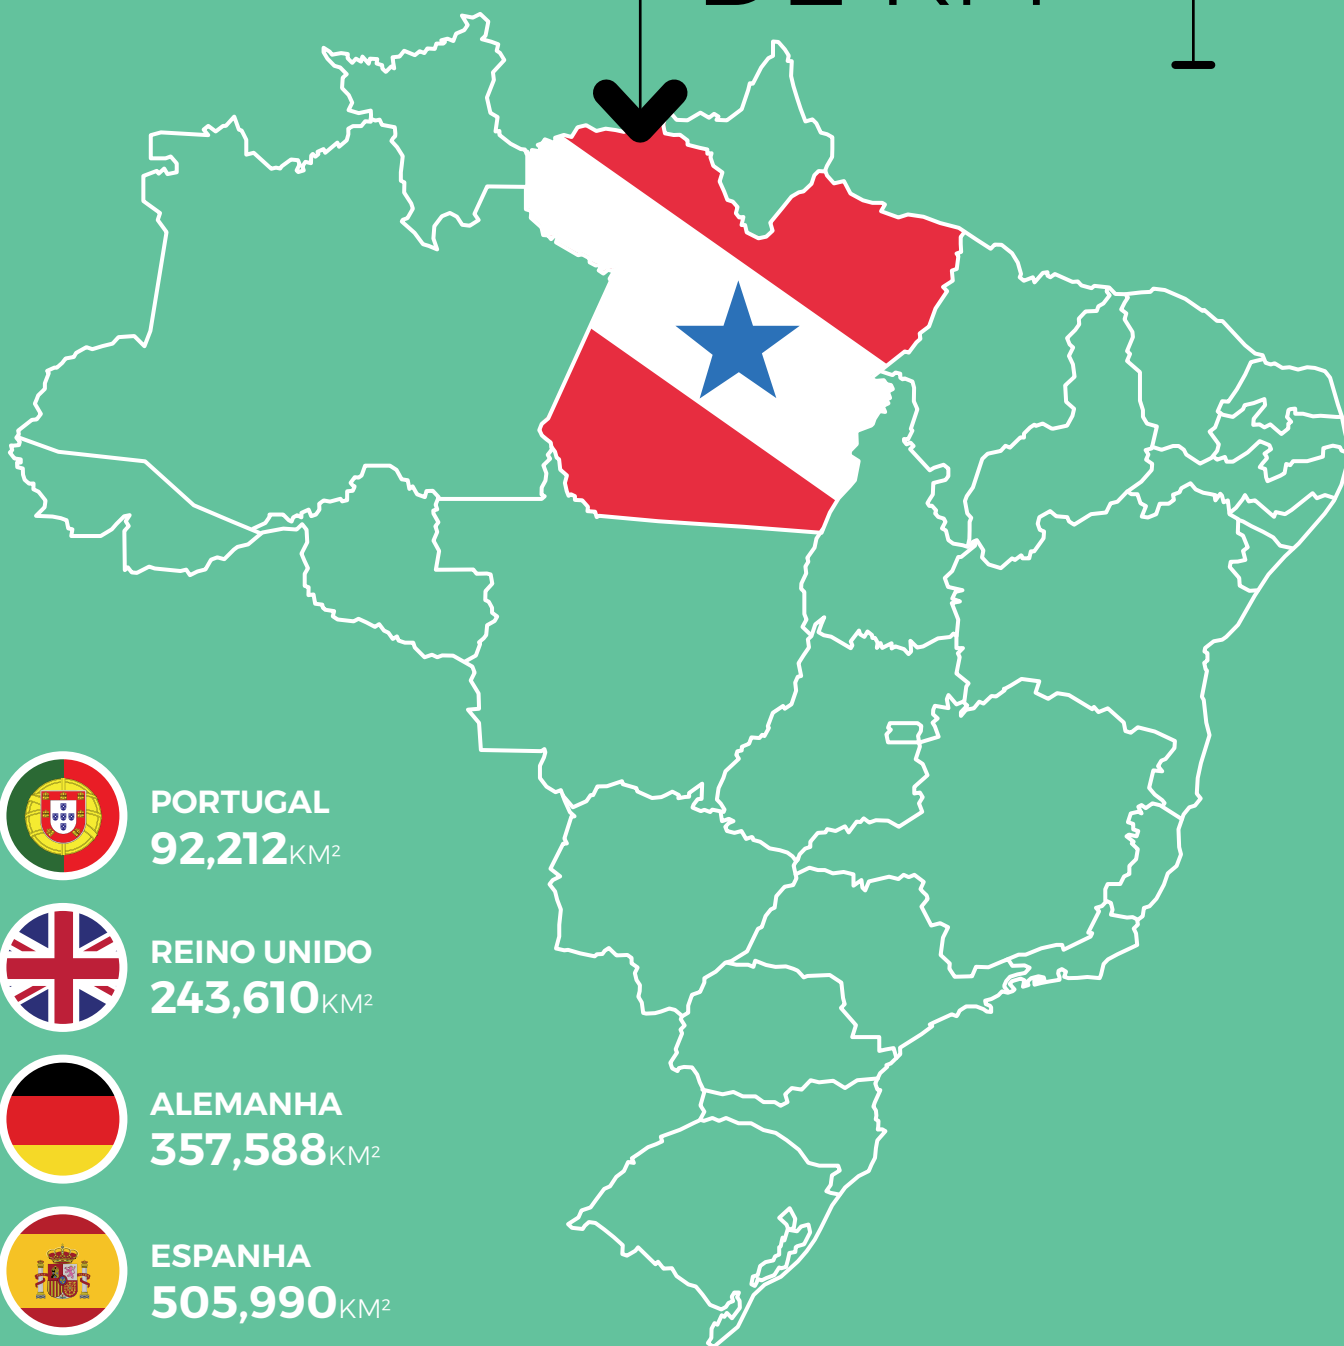 PORTUGAL
92,212KM²
REINO UNIDO
243,610KM²
ALEMANHA
357,588KM²
ESPANHA
505,990KM²